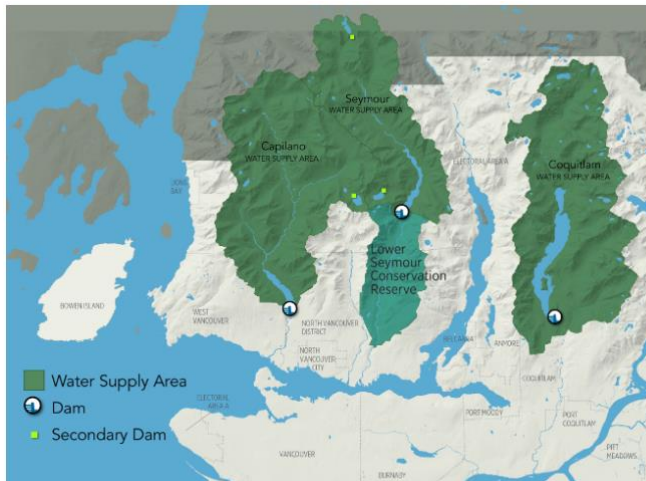 Seymour
WATER SUPPLY AREA
Capilano
WATER SUPPLY AREA
ELECTORAL AREA A
Coquitlam
WATER SUPPLY AREA
LIONS
BAY
Lower
Seymour
Conservation
Reserve
BOWEN ISLAND
WEST
VANCOUVER
NORTH VANCOUVER
DISTRICT
NORTH
VANCOUVER
CITY
BELCARRA
ANMORE
COQUITLAM
Water Supply Area
Dam
Secondary Dam
ELECTORAL
AREA A
PORT MOODY
PORT
COQUITLAM
VANCOUVER
BURNABY
PITT
MEADOWS